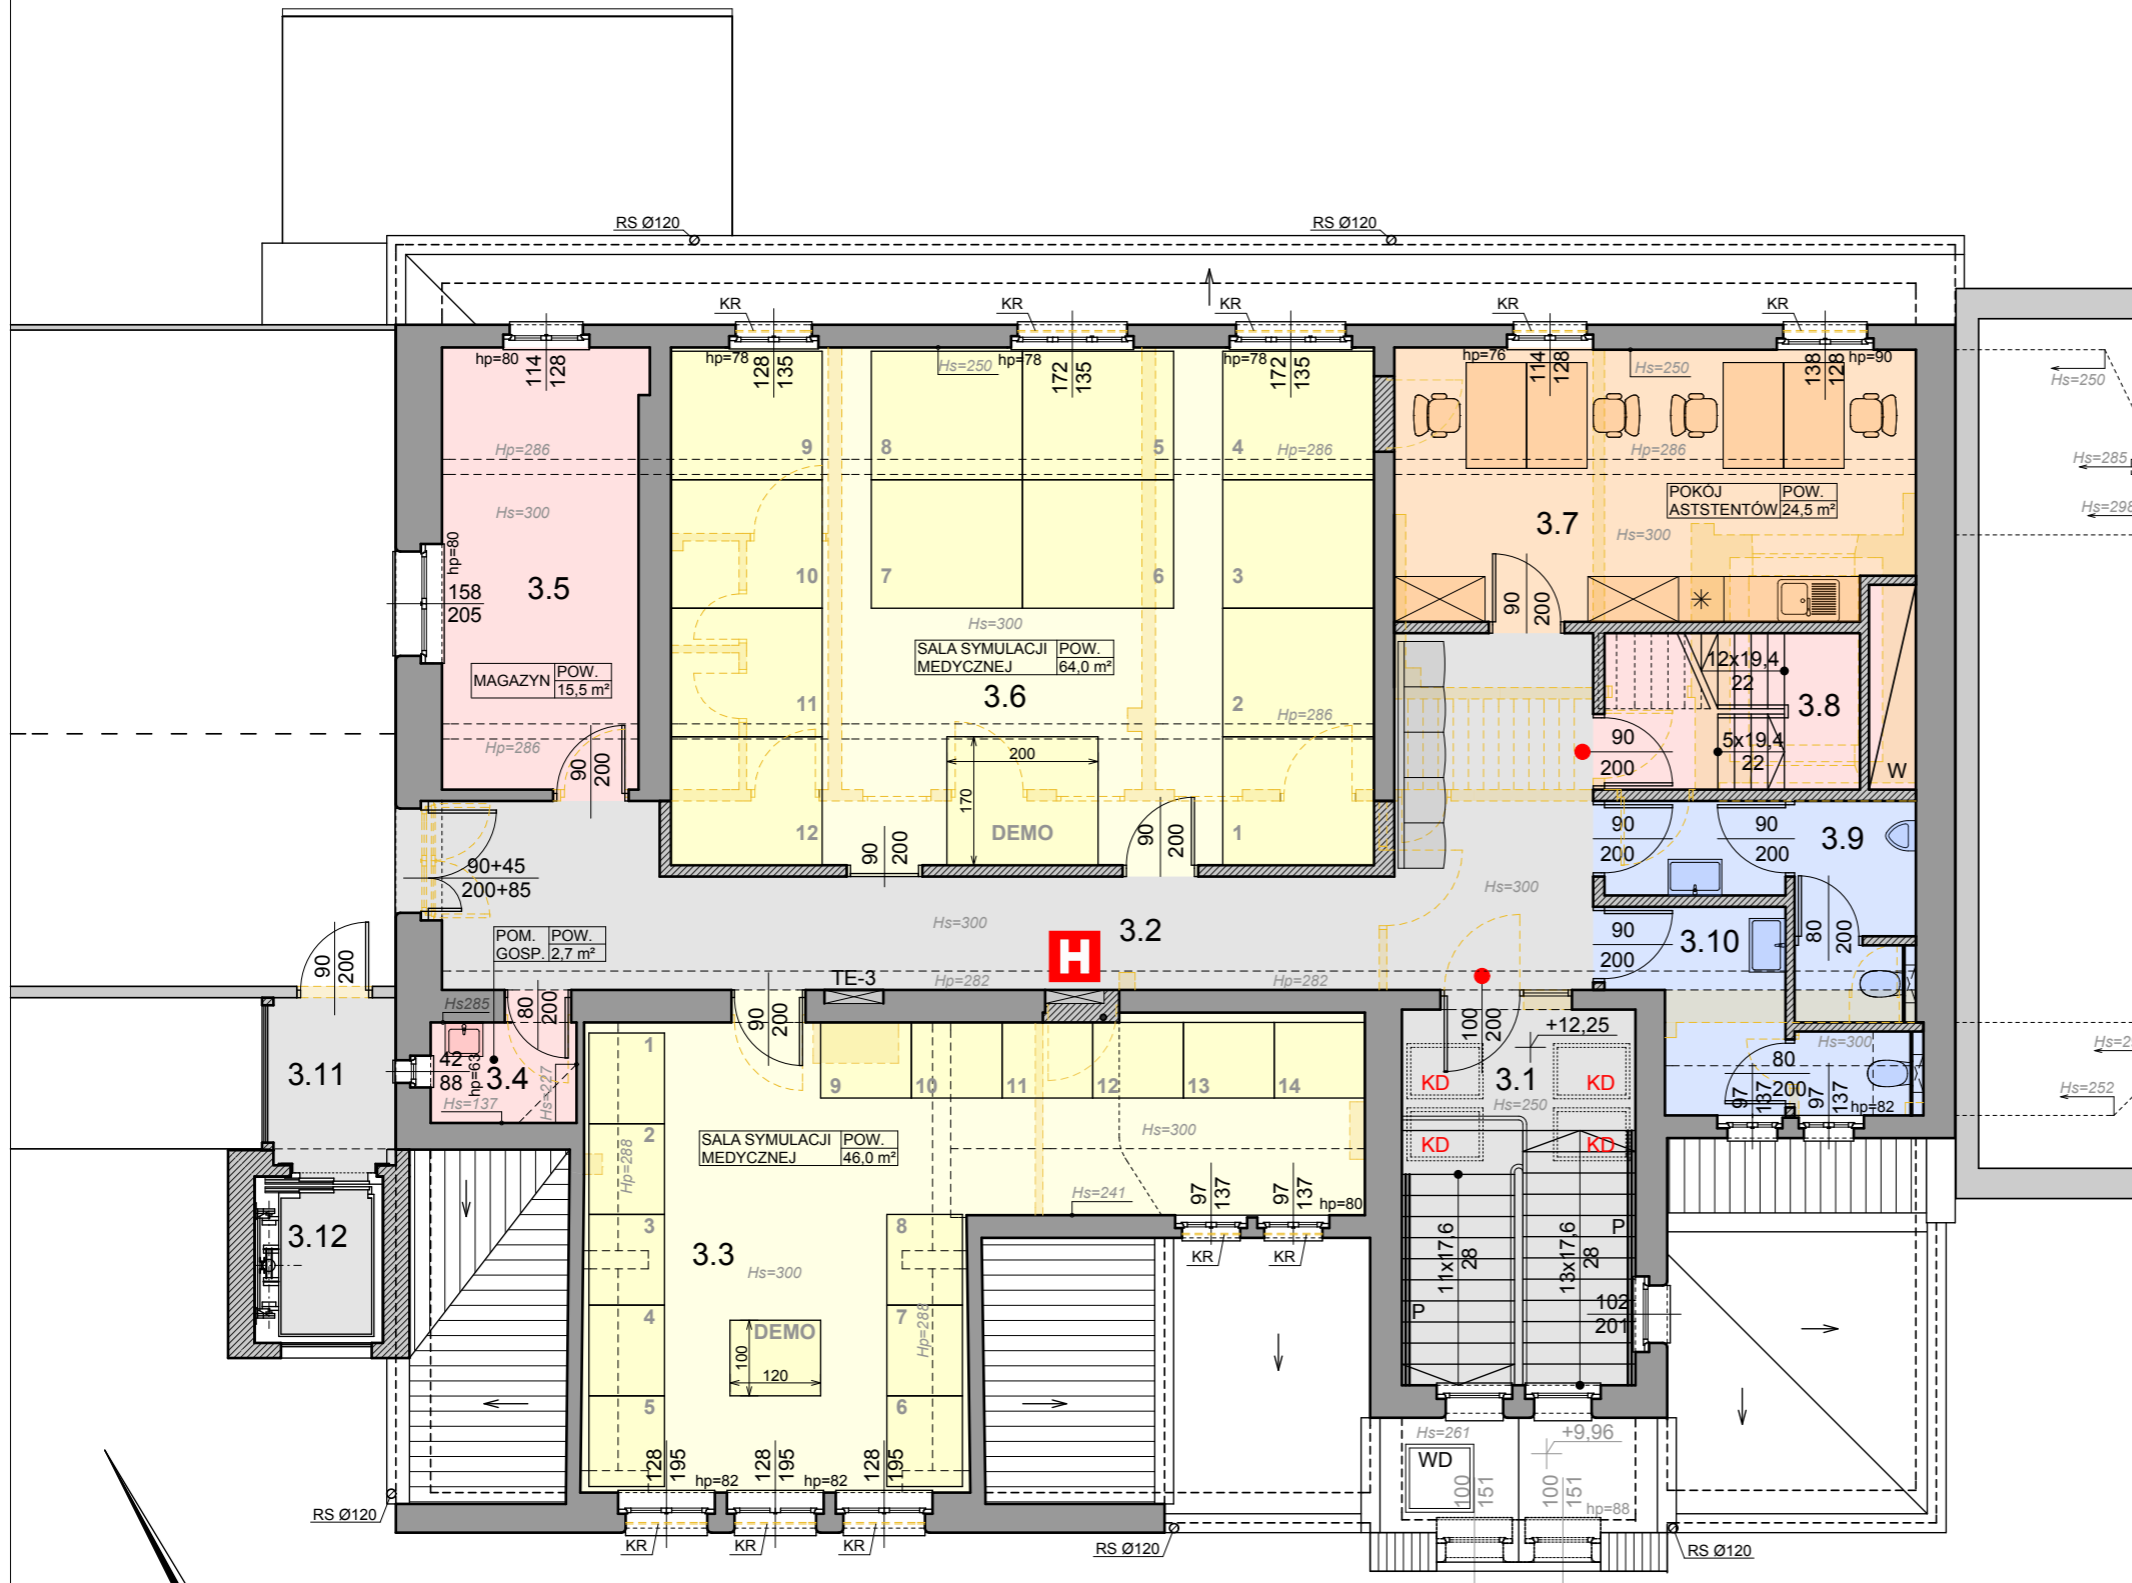 RS Ø120
RS Ø120
KR
KR
KR
KR
KR
hp=80
114
128
hp=78
128
135
Hs=250
hp=78
172
135
hp=78
172
135
hp=76
114
128
Hs=250
138
128
hp=90
Hs=250
Hp=286
9
8
5
4
Hp=286
Hp=286
Hs=285
Hs=300
POKÓJ
ASTSTENTÓW
POW.
24,5 m²
Hs=298
3.7
Hs=300
hp=80
158
205
3.5
10
7
6
3
90
200
Hs=300
MAGAZYN
POW.
15,5 m²
SALA SYMULACJI
MEDYCZNEJ
POW.
64,0 m²
3.6
11
2
Hp=286
12x19,4
22
3.8
Hp=286
90
200
200
170
90
200
5x19,4
22
W
12
DEMO
1
90
200
90
200
90
200
90
200
3.9
90+45
200+85
Hs=300
Hs=300
3.2
H
POM.
GOSP.
POW.
2,7 m²
90
200
3.10
80
200
90
200
TE-3
Hp=282
Hp=282
Hs285
80
200
90
200
100
200
+12,25
Hs=300
3.11
42
88
hp=63
3.4
Hs=227
Hs=137
1
9
10
11
12
13
14
3.1
KD
KD
Hs=250
80
200
97
137
97
137
hp=82
Hs=252
2
Hp=288
SALA SYMULACJI
MEDYCZNEJ
POW.
46,0 m²
Hs=300
KD
KD
Hs=241
97
137
97
137
hp=80
3.12
3
3.3
Hs=300
8
KR
KR
11x17,6
28
13x17,6
28
P
P
4
DEMO
100
120
7
Hp=288
102
201
5
6
128
195
hp=82
128
195
hp=82
128
195
Hs=261
+9,96
WD
100
151
100
151
hp=88
RS Ø120
KR
KR
KR
RS Ø120
RS Ø120